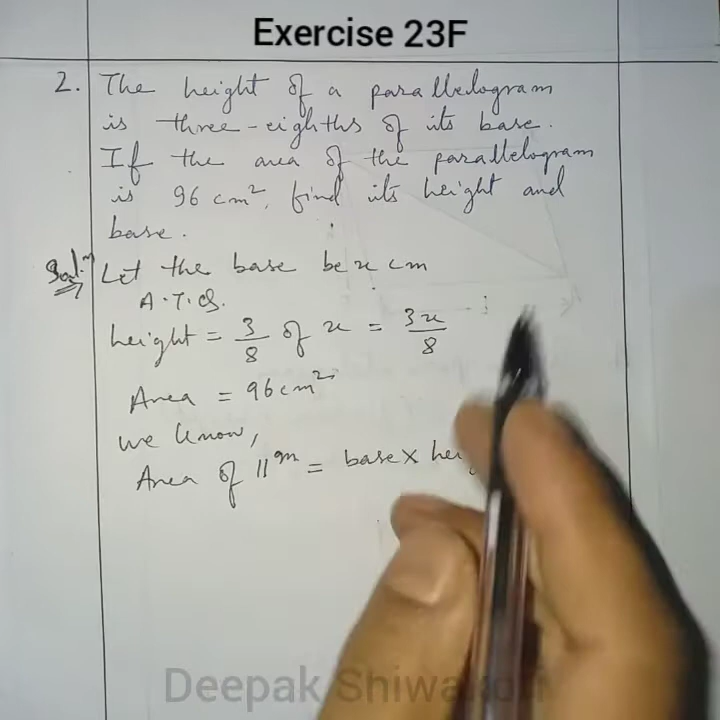 Exercise 23F
2. The height of a parallelogram
is three-eighths of its base.
If the area of the parallelogram
is 96 cm², find its height and
base.
Solⁿ Let the base be x cm
A.T.Q.
height = 3/8 of x = 3x/8
Area = 96 cm²
we know,
Area of ||gm = base ×
Deepak Shiwakoti